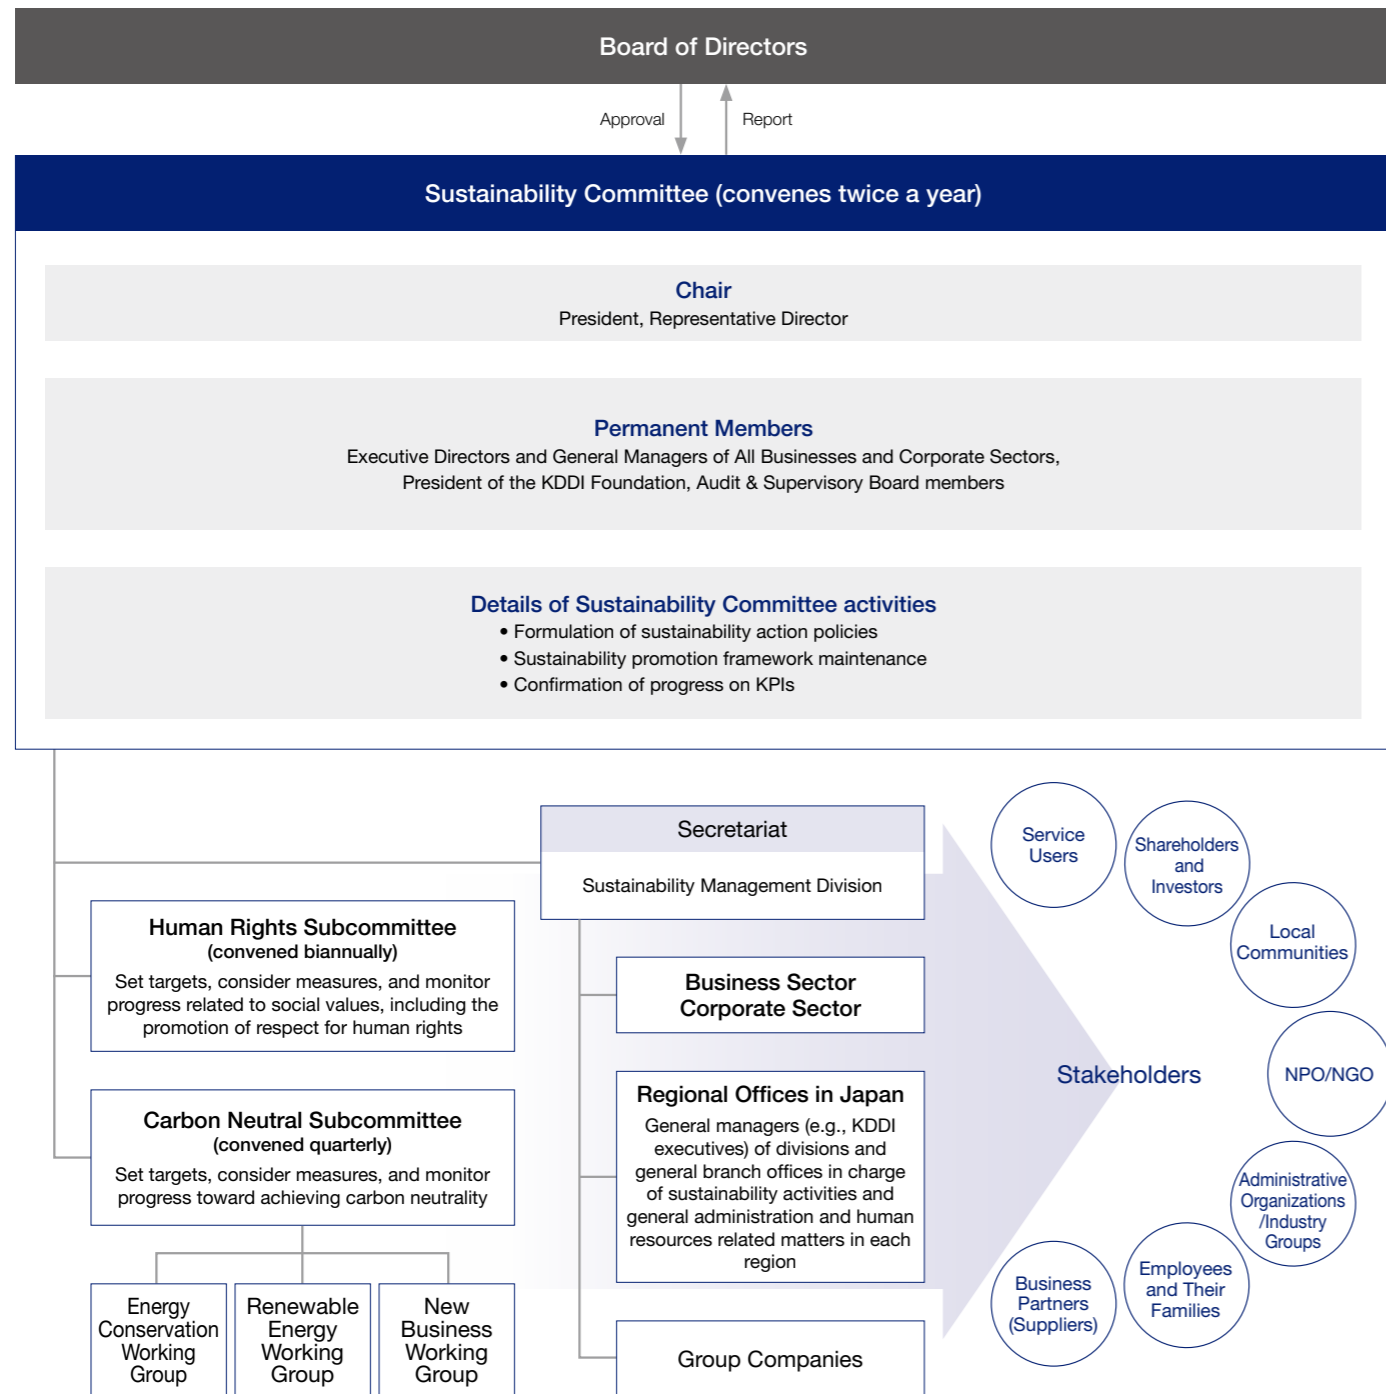 Board of Directors
Approval
Report
Sustainability Committee (convenes twice a year)
Chair
President, Representative Director
Permanent Members
Executive Directors and General Managers of All Businesses and Corporate Sectors,
President of the KDDI Foundation, Audit & Supervisory Board members
Details of Sustainability Committee activities
• Formulation of sustainability action policies
• Sustainability promotion framework maintenance
• Confirmation of progress on KPIs
Secretariat
Sustainability Management Division
Human Rights Subcommittee
(convened biannually)
Set targets, consider measures, and monitor
progress related to social values, including the
promotion of respect for human rights
Carbon Neutral Subcommittee
(convened quarterly)
Set targets, consider measures, and monitor
progress toward achieving carbon neutrality
Energy
Conservation
Working
Group
Renewable
Energy
Working
Group
New
Business
Working
Group
Business Sector
Corporate Sector
Regional Offices in Japan
General managers (e.g., KDDI
executives) of divisions and
general branch offices in charge
of sustainability activities and
general administration and human
resources related matters in each
region
Group Companies
Stakeholders
Service
Users
Shareholders
and
Investors
Local
Communities
NPO/NGO
Administrative
Organizations
/Industry
Groups
Employees
and Their
Families
Business
Partners
(Suppliers)